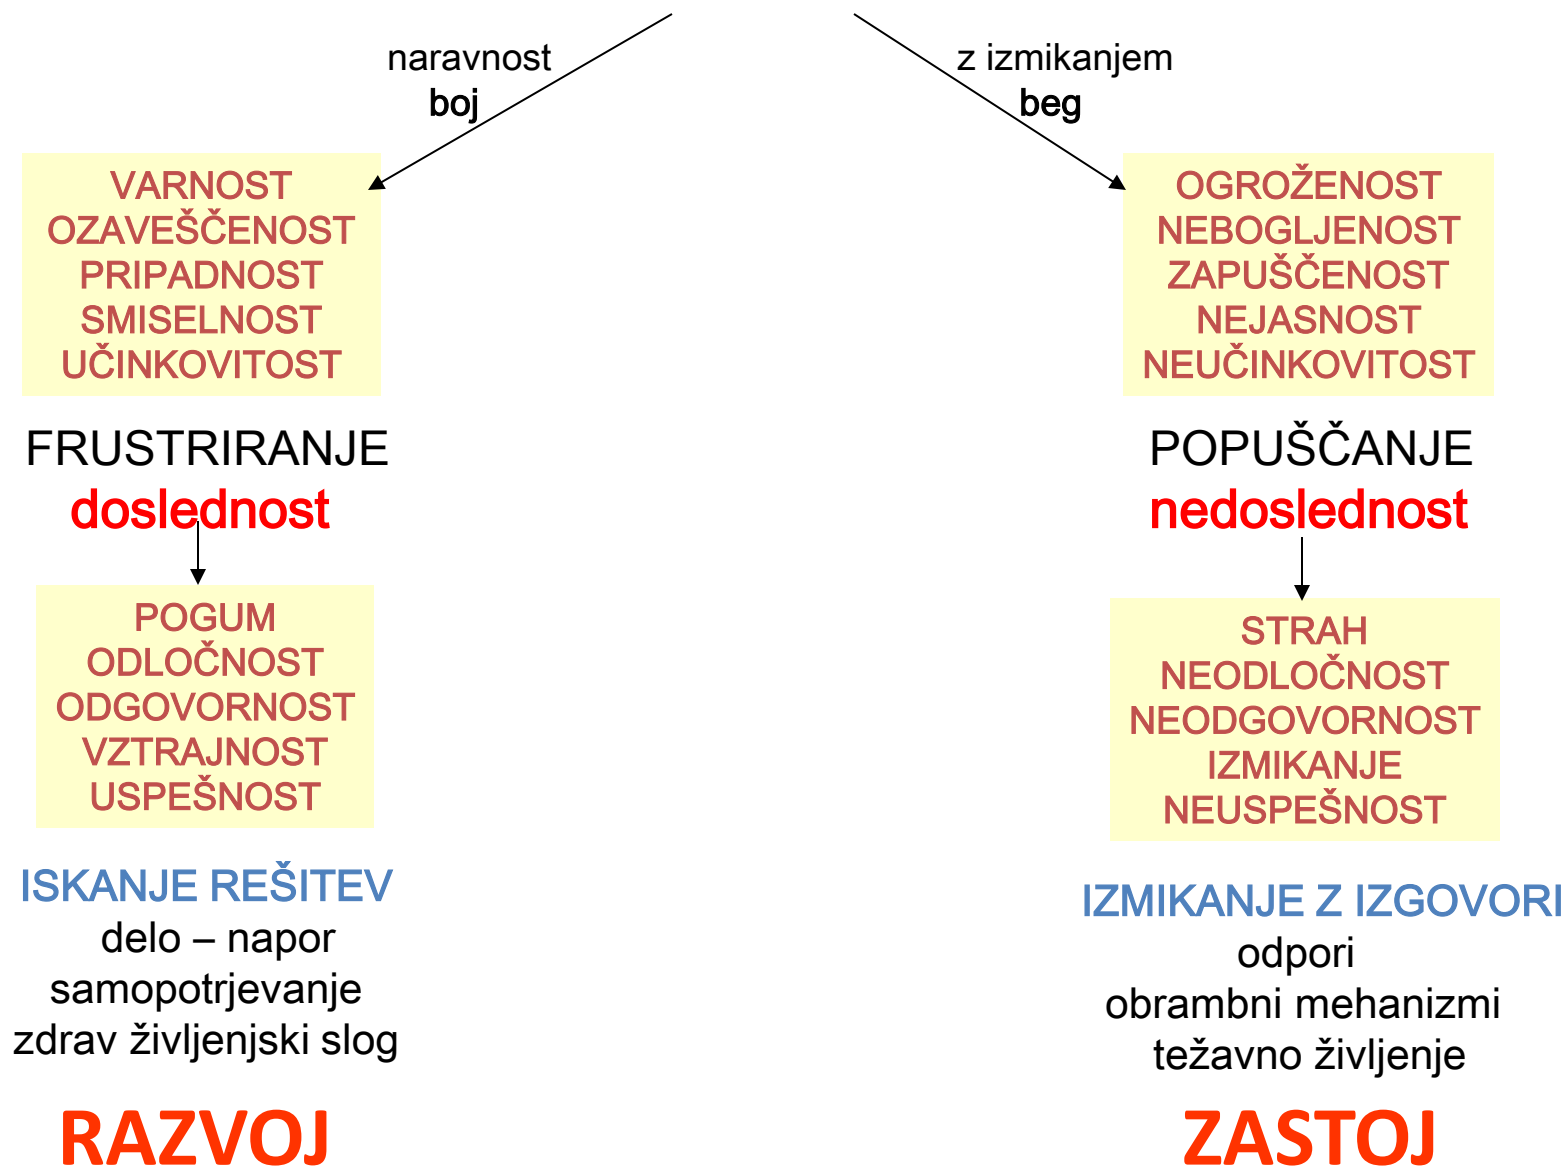 naravnost
boj
VARNOST
OZAVEŠČENOST
PRIPADNOST
SMISELNOST
UČINKOVITOST
FRUSTRIRANJE
doslednost
POGUM
ODLOČNOST
ODGOVORNOST
VZTRAJNOST
USPEŠNOST
ISKANJE REŠITEV
delo – napor
samopotrjevanje
zdrav življenjski slog
RAZVOJ
z izmikanjem
beg
OGROŽENOST
NEBOGLJENOST
ZAPUŠČENOST
NEJASNOST
NEUČINKOVITOST
POPUŠČANJE
nedoslednost
STRAH
NEODLOČNOST
NEODGOVORNOST
IZMIKANJE
NEUSPEŠNOST
IZMIKANJE Z IZGOVORI
odpori
obrambni mehanizmi
težavno življenje
ZASTOJ